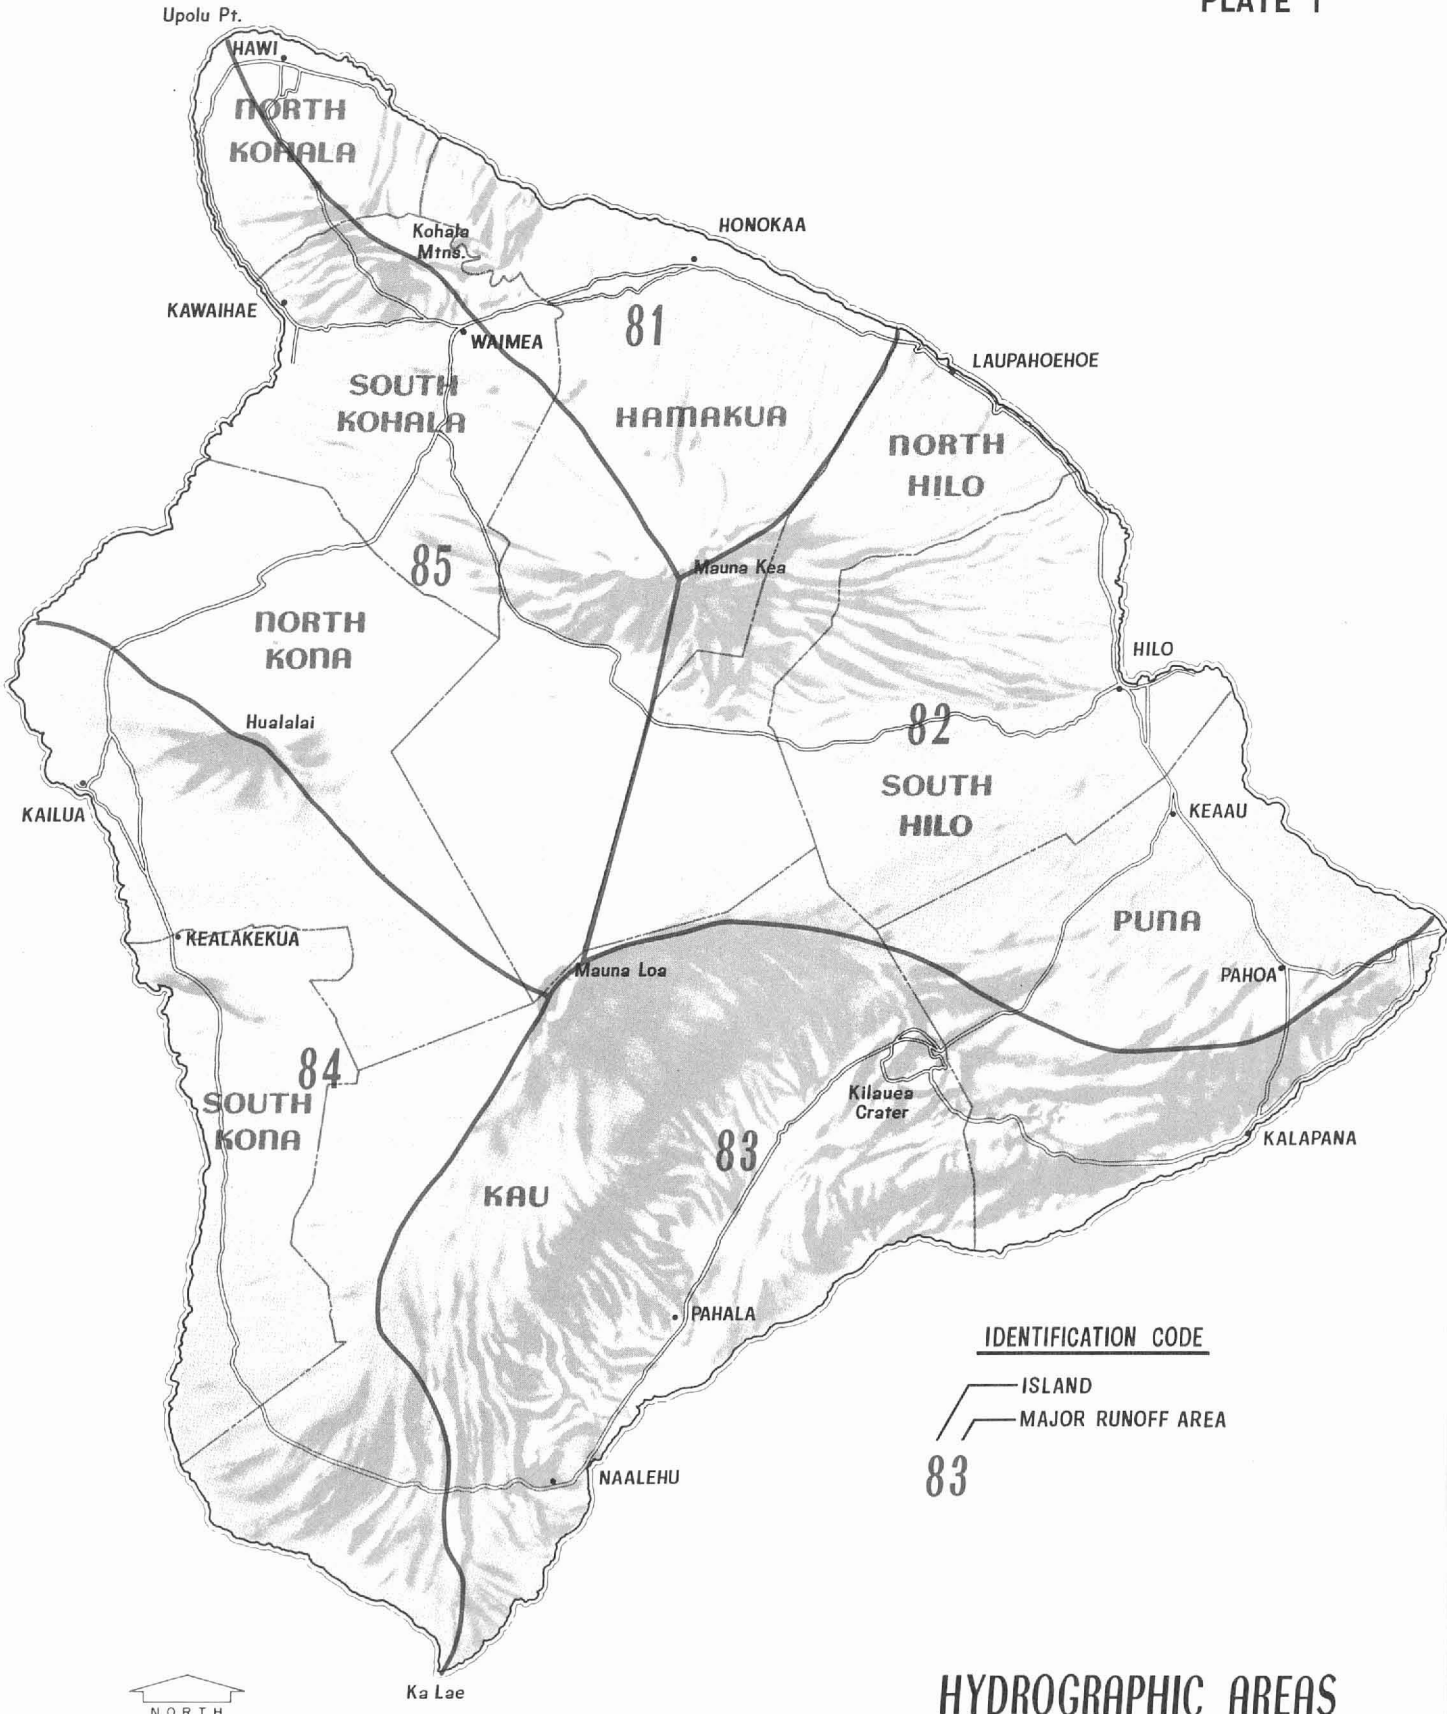 PLATE 1
Upolu Pt.
HAWI
NORTH
KOHALA
Kohala
Mtns.
HONOKAA
KAWAIHAE
81
WAIMEA
LAUPAHOEHOE
SOUTH
KOHALA
HAMAKUA
NORTH
HILO
85
Mauna Kea
NORTH
KONA
HILO
Hualalai
82
SOUTH
HILO
KAILUA
KEAAU
PUNA
KEALAKEKUA
Mauna Loa
PAHOA
84
Kilauea
Crater
SOUTH
KONA
83
KALAPANA
KAU
PAHALA
IDENTIFICATION CODE
ISLAND
MAJOR RUNOFF AREA
83
NAALEHU
Ka Lae
NORTH
HYDROGRAPHIC AREAS